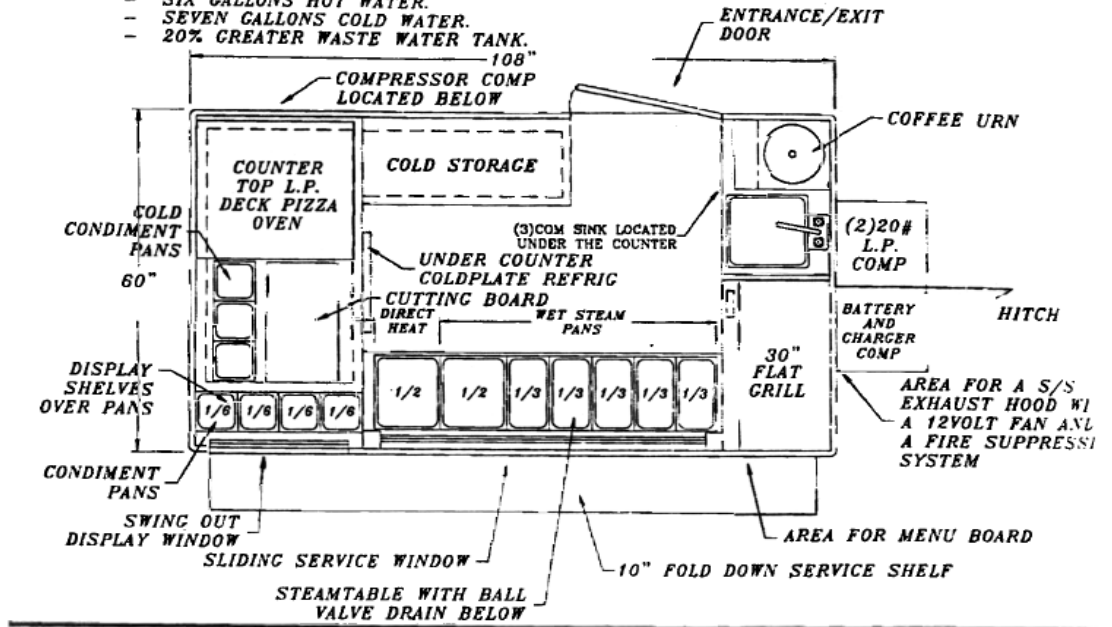 - SIX GALLONS HOT WATER.
- SEVEN GALLONS COLD WATER.
- 20% GREATER WASTE WATER TANK.
ENTRANCE/EXIT
DOOR
108"
COMPRESSOR COMP
LOCATED BELOW
COFFEE URN
COUNTER
TOP L.P.
DECK PIZZA
OVEN
COLD STORAGE
COLD
CONDIMENT
PANS
(3)COM SINK LOCATED
UNDER THE COUNTER
(2)20#
L.P.
COMP
60"
UNDER COUNTER
COLDPLATE REFRIG
CUTTING BOARD
DIRECT
HEAT
WET STEAM
PANS
HITCH
BATTERY
AND
CHARGER
COMP
30"
FLAT
GRILL
DISPLAY
SHELVES
OVER PANS
1/2 1/2 1/3 1/3 1/3 1/3 1/3
1/6 1/6 1/6 1/6
AREA FOR A S/S
EXHAUST HOOD
A 12VOLT FAN
A FIRE
SYSTEM
CONDIMENT
PANS
SWING OUT
DISPLAY WINDOW
AREA FOR MENU BOARD
SLIDING SERVICE WINDOW
10" FOLD DOWN SERVICE SHELF
STEAMTABLE WITH BALL
VALVE DRAIN BELOW